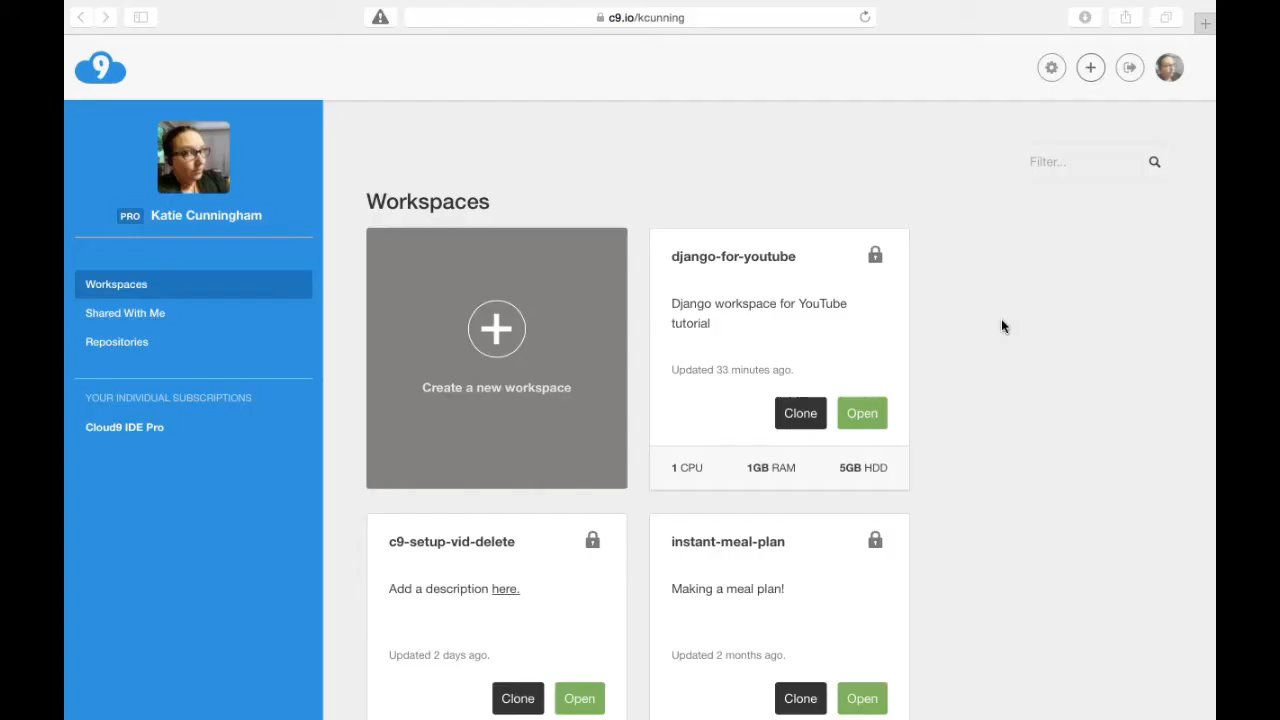 c9.io/kcunning
9
Filter...
PRO Katie Cunningham
Workspaces
Shared With Me
Repositories
YOUR INDIVIDUAL SUBSCRIPTIONS
Cloud9 IDE Pro
Workspaces
Create a new workspace
django-for-youtube
Django workspace for YouTube
tutorial
Updated 33 minutes ago.
Clone Open
1 CPU 1GB RAM 5GB HDD
c9-setup-vid-delete
Add a description here.
Updated 2 days ago.
Clone Open
instant-meal-plan
Making a meal plan!
Updated 2 months ago.
Clone Open